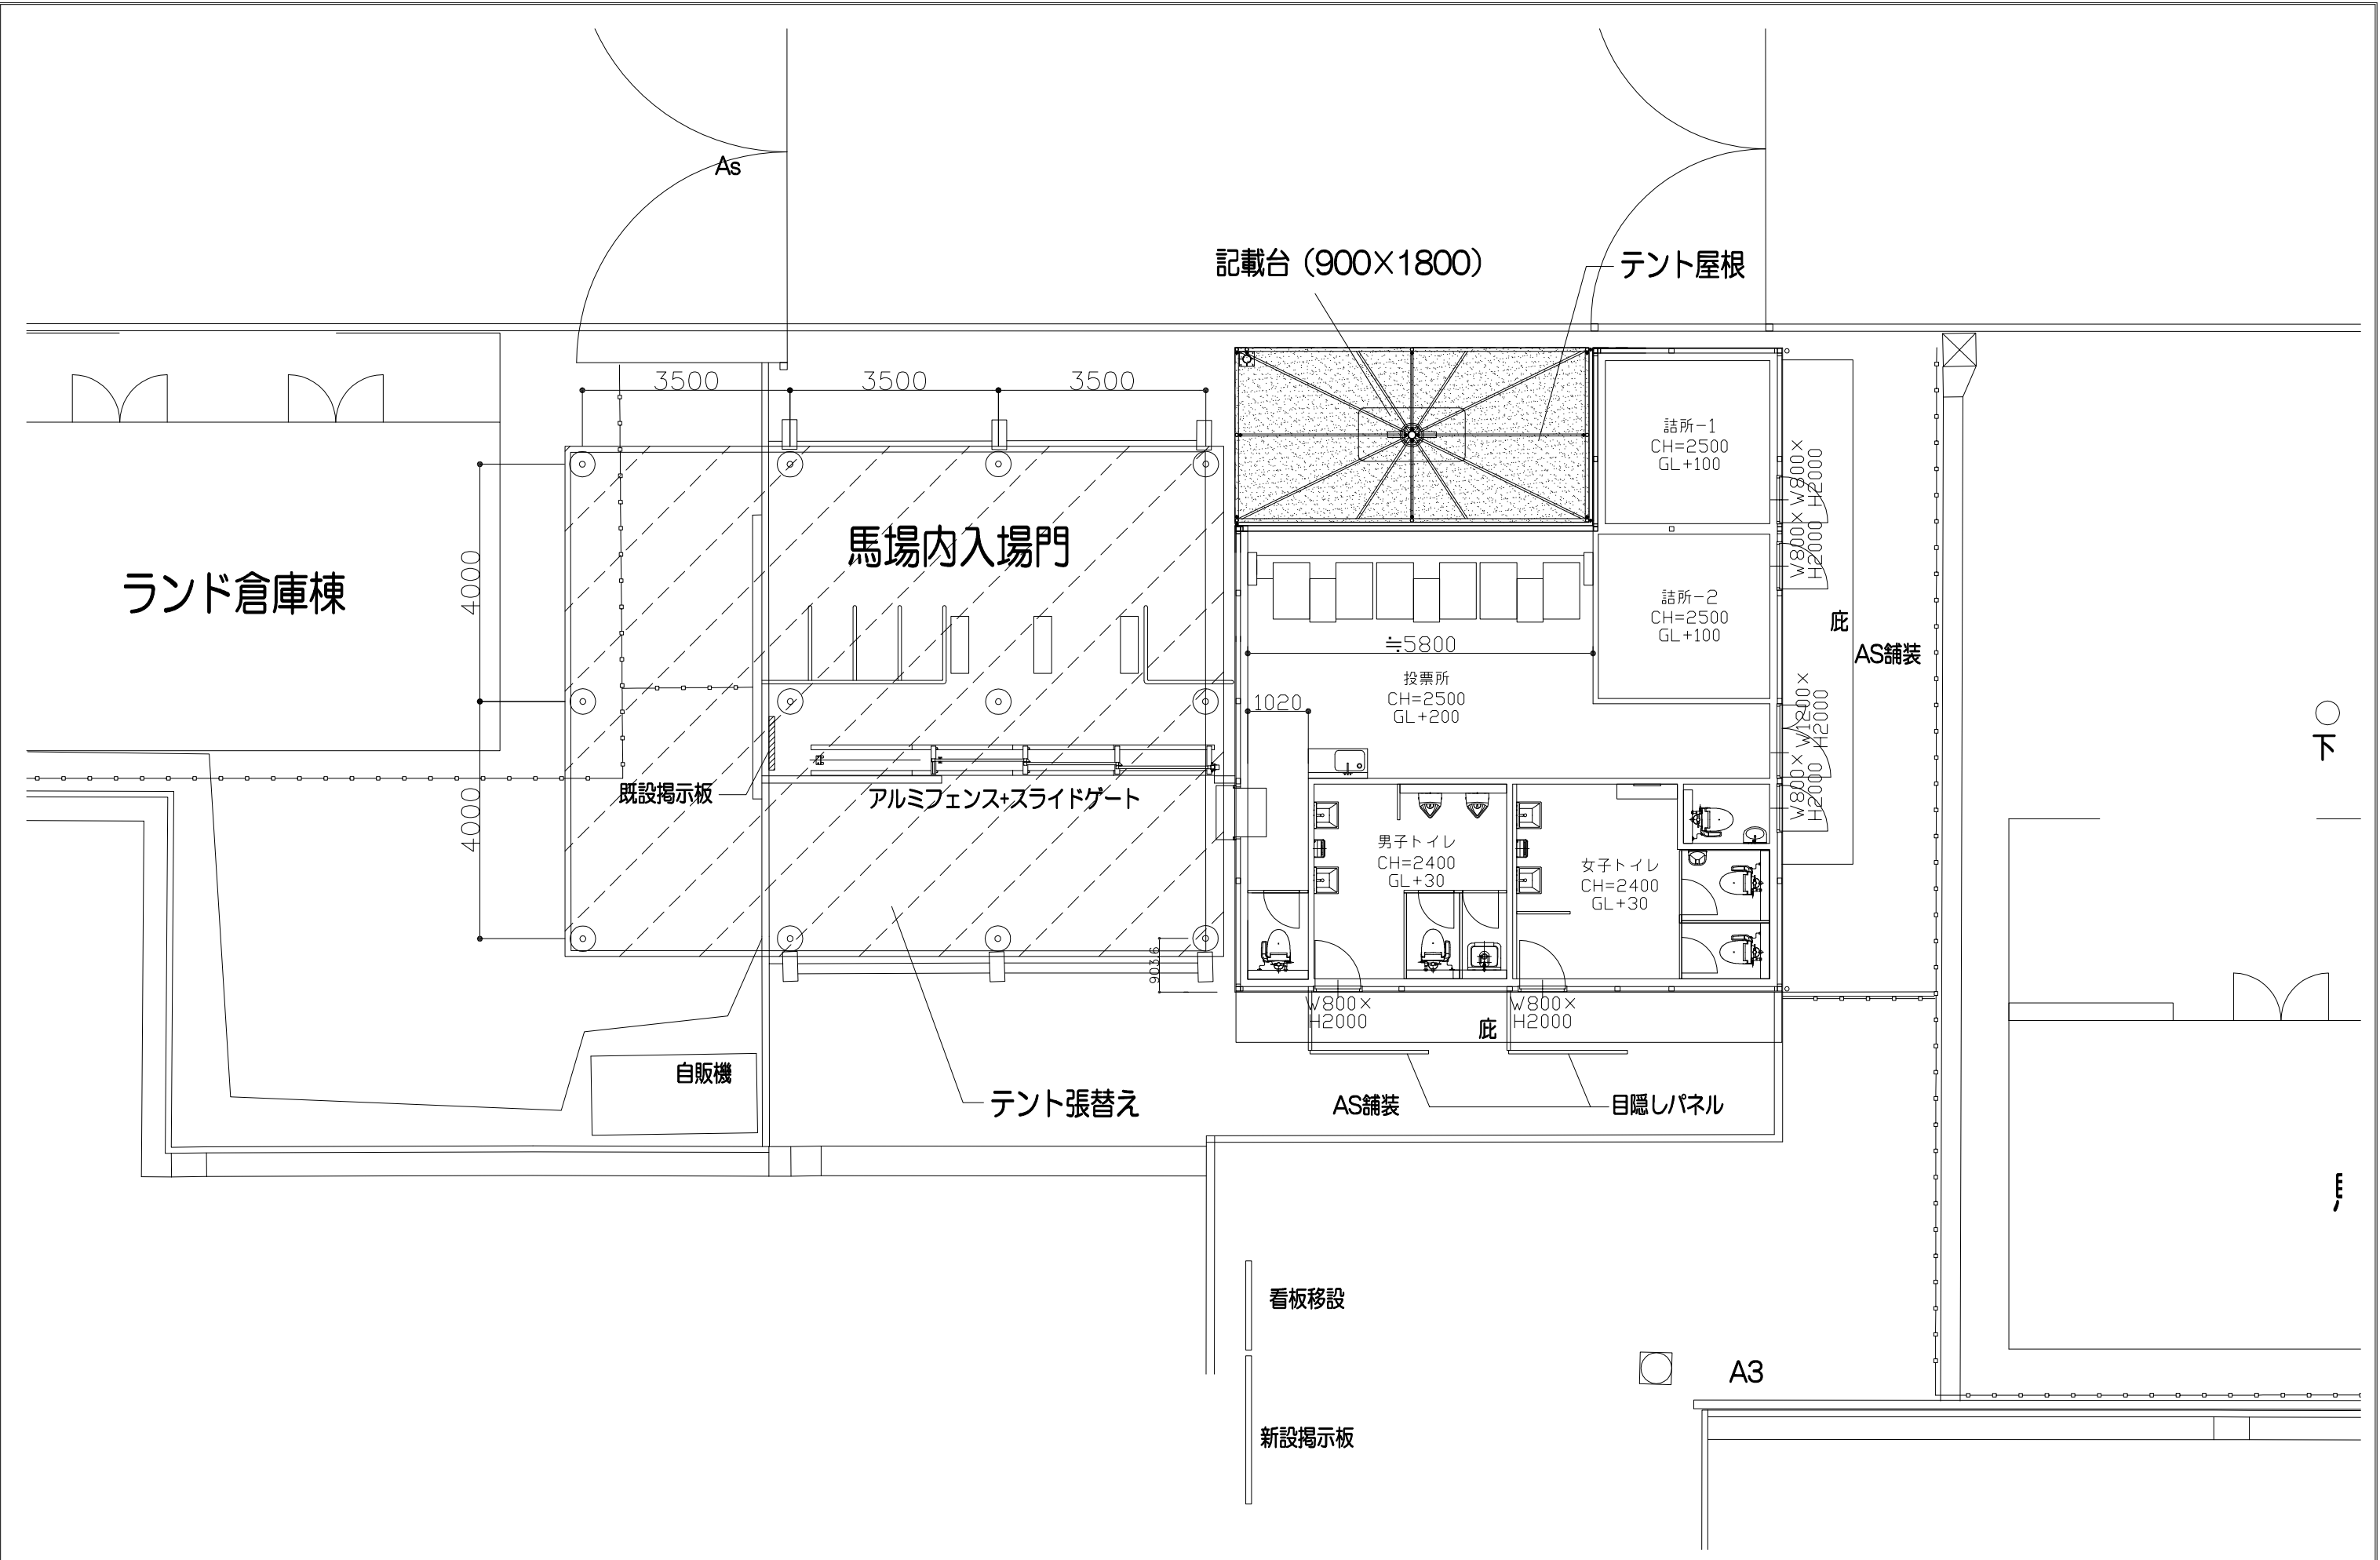 As
記載台（900×1800）
テント屋根
3500
3500
3500
詰所-1
CH=2500
GL+100
W800×
H2000
馬場内入場門
W800×
H2000
ランド倉庫棟
4000
詰所-2
CH=2500
GL+100
庇
≒5800
AS舗装
投票所
CH=2500
GL+200
1020
W1200×
H2000
下
既設掲示板
アルミフェンス+スライドゲート
4000
W800×
H2000
男子トイレ
CH=2400
GL+30
女子トイレ
CH=2400
GL+30
903.6
W800×
H2000
W800×
H2000
庇
自販機
テント張替え
AS舗装
目隠しパネル
看板移設
A3
新設掲示板